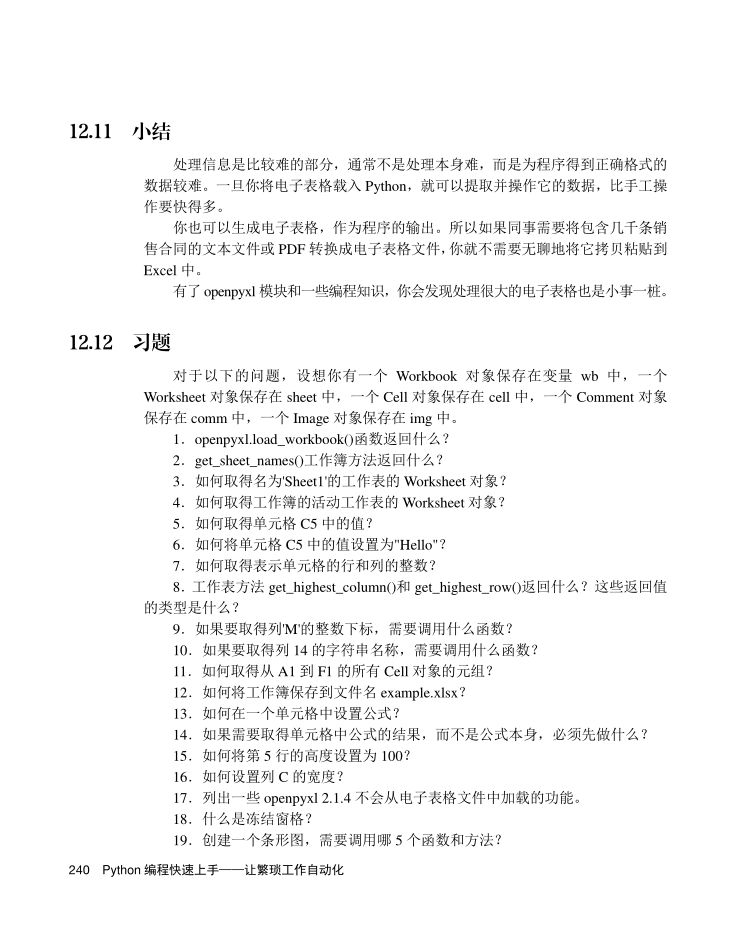 12.11 小结
处理信息是比较难的部分，通常不是处理本身难，而是为程序得到正确格式的
数据较难。一旦你将电子表格载入 Python，就可以提取并操作它的数据，比手工操
作要快得多。
你也可以生成电子表格，作为程序的输出。所以如果同事需要将包含几千条销
售合同的文本文件或 PDF 转换成电子表格文件，你就不需要无聊地将它拷贝粘贴到
Excel 中。
有了 openpyxl 模块和一些编程知识，你会发现处理很大的电子表格也是小事一桩。
12.12 习题
对于以下的问题，设想你有一个 Workbook 对象保存在变量 wb 中，一个
Worksheet 对象保存在 sheet 中，一个 Cell 对象保存在 cell 中，一个 Comment 对象
保存在 comm 中，一个 Image 对象保存在 img 中。
1．openpyxl.load_workbook()函数返回什么？
2．get_sheet_names()工作簿方法返回什么？
3．如何取得名为'Sheet1'的工作表的 Worksheet 对象？
4．如何取得工作簿的活动工作表的 Worksheet 对象？
5．如何取得单元格 C5 中的值？
6．如何将单元格 C5 中的值设置为"Hello"？
7．如何取得表示单元格的行和列的整数？
8．工作表方法 get_highest_column()和 get_highest_row()返回什么？这些返回值
的类型是什么？
9．如果要取得列'M'的整数下标，需要调用什么函数？
10．如果要取得列 14 的字符串名称，需要调用什么函数？
11．如何取得从 A1 到 F1 的所有 Cell 对象的元组？
12．如何将工作簿保存到文件名 example.xlsx？
13．如何在一个单元格中设置公式？
14．如果需要取得单元格中公式的结果，而不是公式本身，必须先做什么？
15．如何将第 5 行的高度设置为 100？
16．如何设置列 C 的宽度？
17．列出一些 openpyxl 2.1.4 不会从电子表格文件中加载的功能。
18．什么是冻结窗格？
19．创建一个条形图，需要调用哪 5 个函数和方法？
240 Python 编程快速上手——让繁琐工作自动化